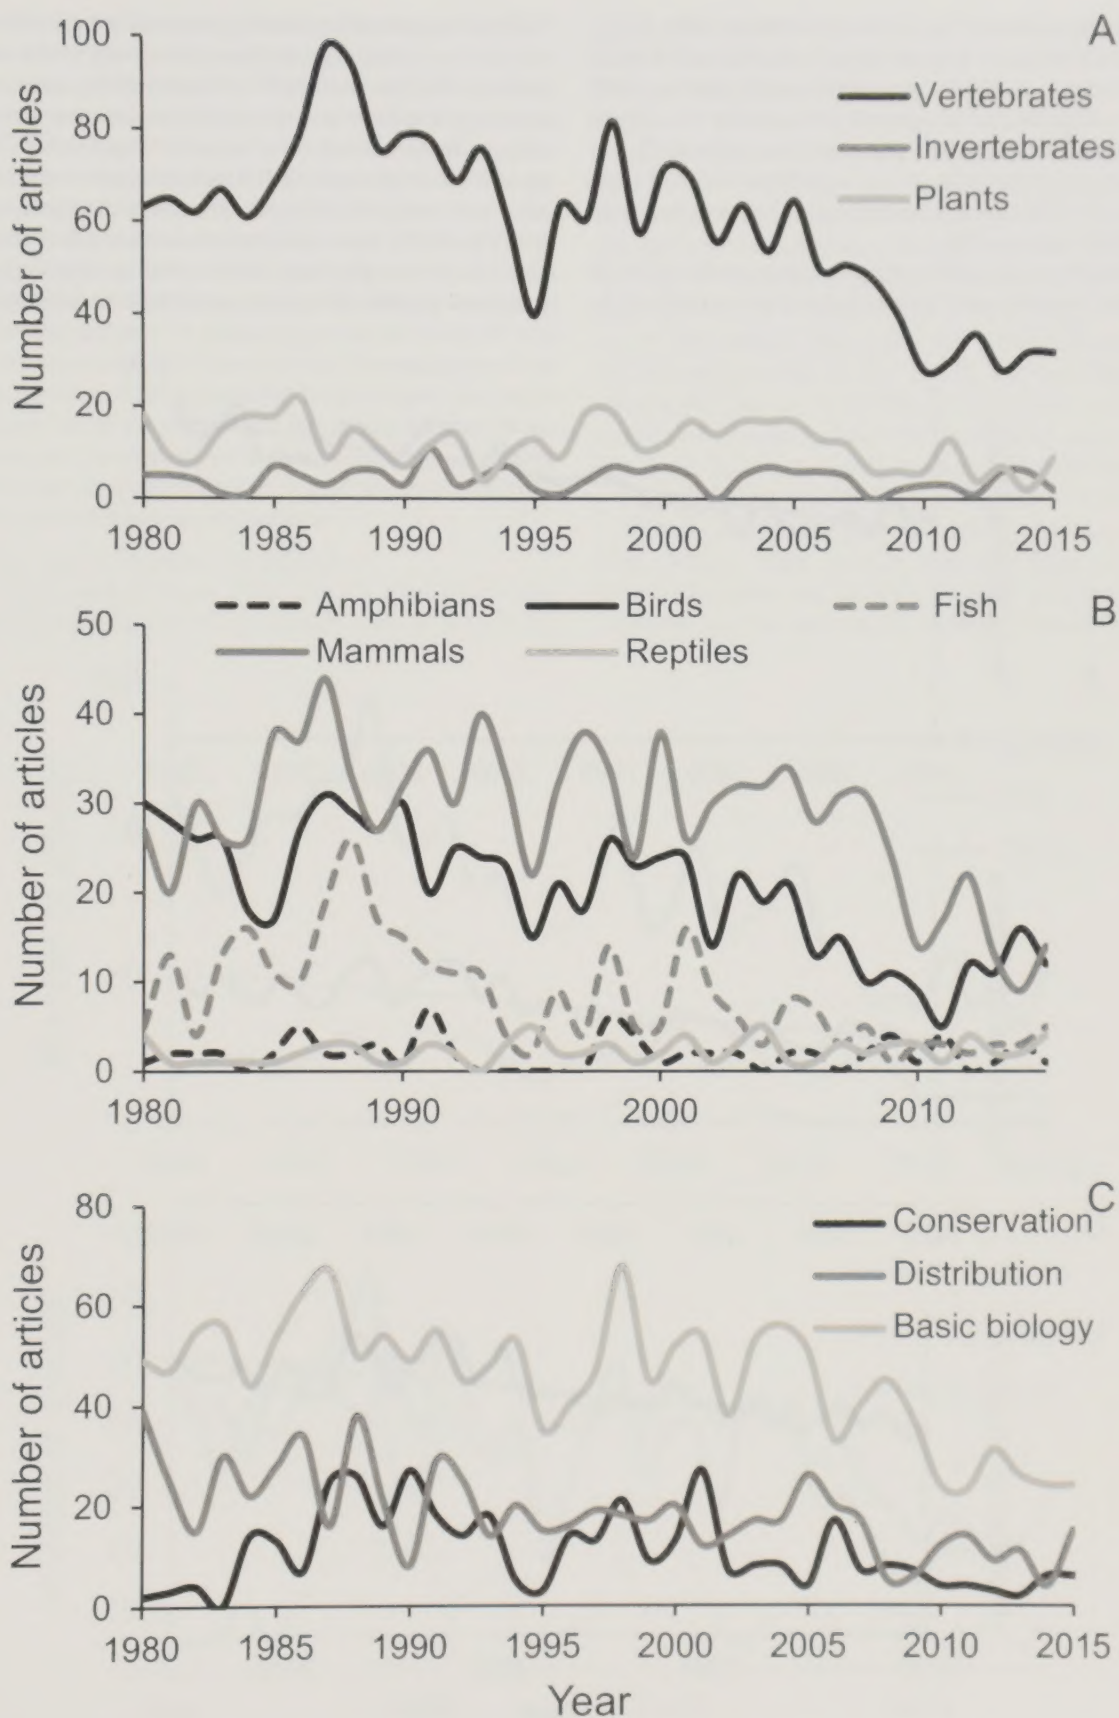 A
100
80
60
40
20
0
Number of articles
Vertebrates
Invertebrates
Plants
1980 1985 1990 1995 2000 2005 2010 2015
Amphibians Birds Fish B
Mammals Reptiles
50
40
30
20
10
0
Number of articles
1980 1990 2000 2010
C
80
60
40
20
0
Number of articles
Conservation
Distribution
Basic biology
1980 1985 1990 1995 2000 2005 2010 2015
Year